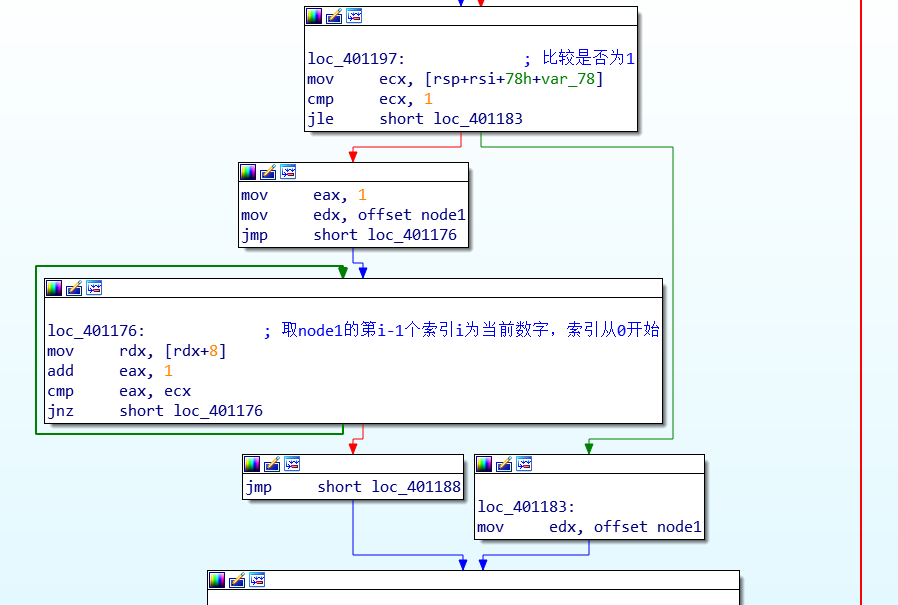 loc_401197: ; 比较是否为1
mov ecx, [rsp+rsi+78h+var_78]
cmp ecx, 1
jle short loc_401183
mov eax, 1
mov edx, offset node1
jmp short loc_401176
loc_401176: ; 取node1的第i-1个索引i为当前数字，索引从0开始
mov rdx, [rdx+8]
add eax, 1
cmp eax, ecx
jnz short loc_401176
jmp short loc_401188
loc_401183:
mov edx, offset node1